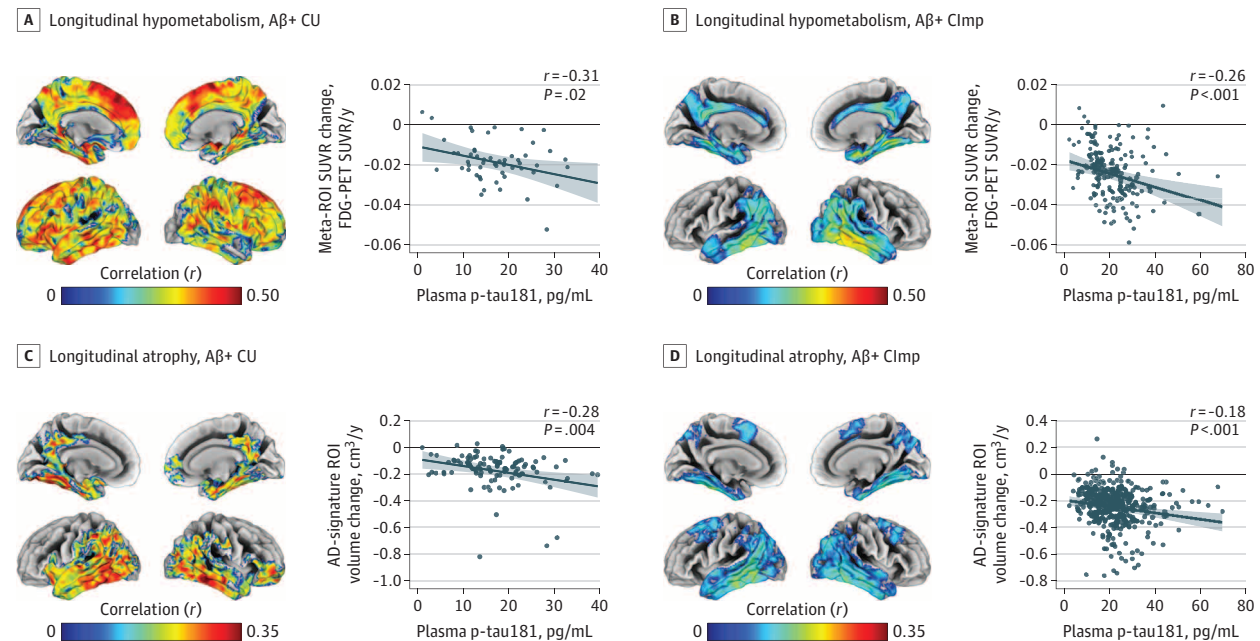 A Longitudinal hypometabolism, Aβ+ CU
r = –0.31
P = .02
Meta-ROI SUVR change,
FDG-PET SUVR/y
0.02
0
–0.02
–0.04
–0.06
0 10 20 30 40
Plasma p-tau181, pg/mL
Correlation (r)
0 0.50
B Longitudinal hypometabolism, Aβ+ CImp
r = –0.26
P <.001
Meta-ROI SUVR change,
FDG-PET SUVR/y
0.02
0
–0.02
–0.04
–0.06
0 20 40 60 80
Plasma p-tau181, pg/mL
Correlation (r)
0 0.50
C Longitudinal atrophy, Aβ+ CU
r = –0.28
P = .004
AD-signature ROI
volume change, cm³/y
0.2
0
–0.2
–0.4
–0.6
–0.8
–1.0
0 10 20 30 40
Plasma p-tau181, pg/mL
Correlation (r)
0 0.35
D Longitudinal atrophy, Aβ+ CImp
r = –0.18
P <.001
AD-signature ROI
volume change, cm³/y
0.4
0.2
0
–0.2
–0.4
–0.6
–0.8
0 20 40 60 80
Plasma p-tau181, pg/mL
Correlation (r)
0 0.35